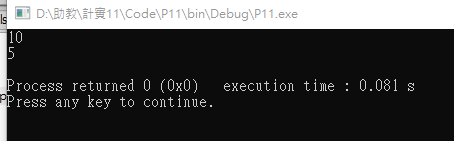 D:\助教\計實11\Code\P11\bin\Debug\P11.exe
10
5
Process returned 0 (0x0)   execution time : 0.081 s
Press any key to continue.